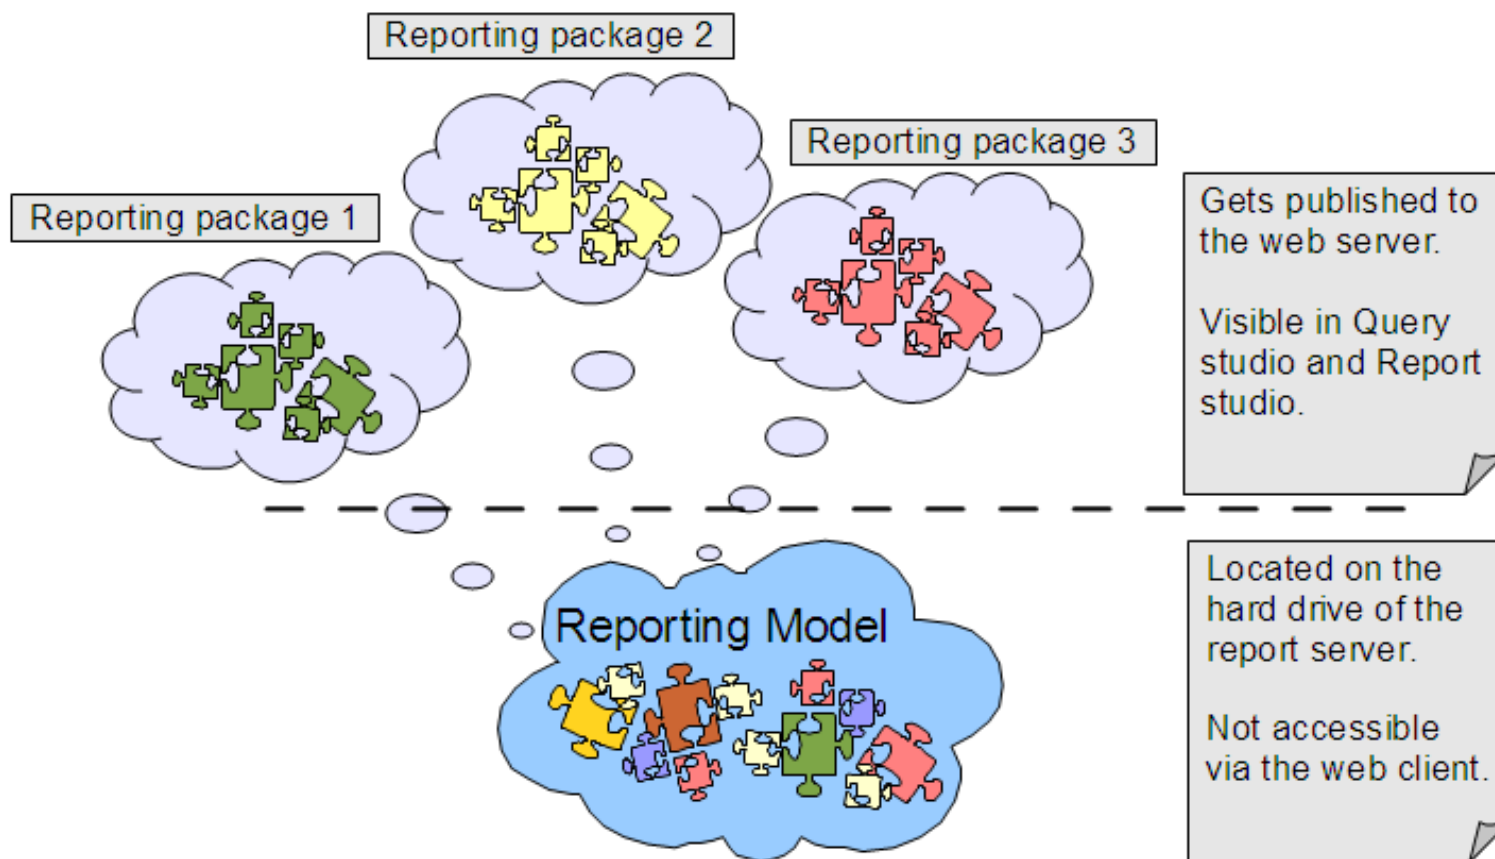 Reporting package 2
Reporting package 3
Reporting package 1
Gets published to
the web server.
Visible in Query
studio and Report
studio.
Reporting Model
Located on the
hard drive of the
report server.
Not accessible
via the web client.